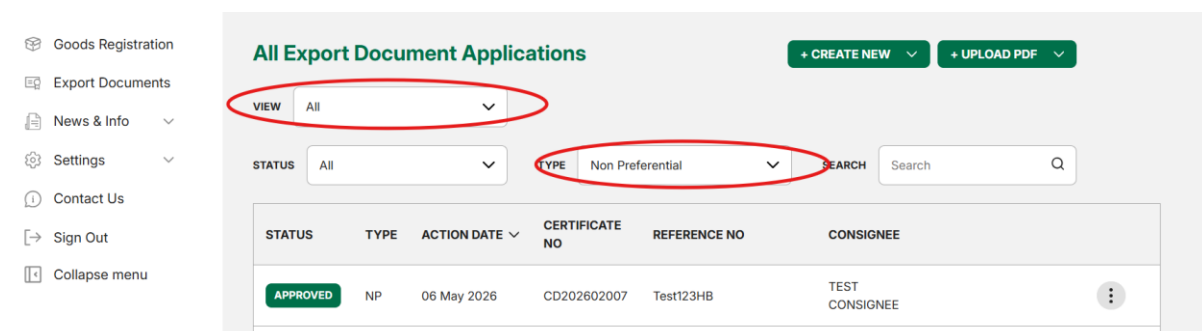 Goods Registration
Export Documents
News & Info
Settings
Contact Us
Sign Out
Collapse menu
All Export Document Applications
+ CREATE NEW
+ UPLOAD PDF
VIEW All
STATUS All
TYPE Non Preferential
SEARCH Search
STATUS TYPE ACTION DATE CERTIFICATE NO REFERENCE NO CONSIGNEE
APPROVED NP 06 May 2026 CD202602007 Test123HB TEST CONSIGNEE